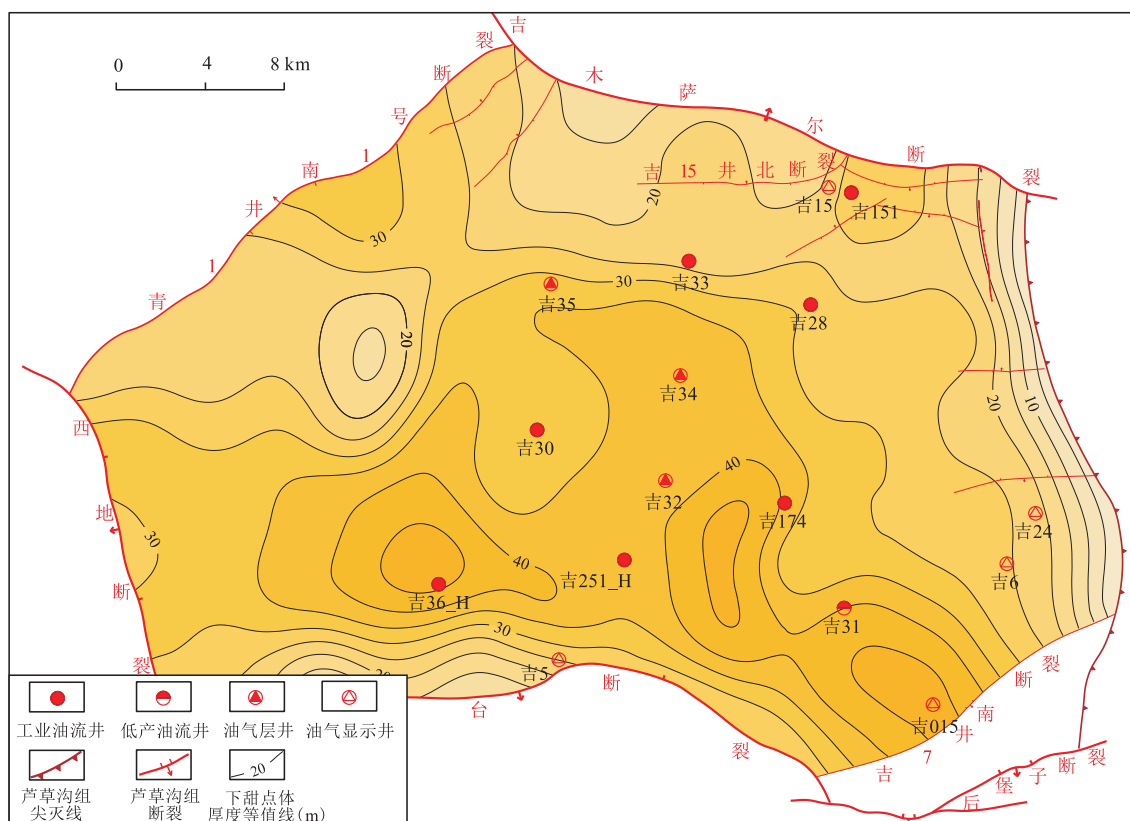 0 4 8 km
吉木萨尔断裂
青1井南1号断裂
吉15井北断裂
西地断裂
台断裂
吉7井南断裂
后堡子断裂
吉15
吉151
吉33
吉35
吉28
吉34
吉30
吉32
吉174
吉24
吉251_H
吉6
吉36_H
吉31
吉5
吉015
20
30
30
20
20
10
40
30
40
30
20
工业油流井
低产油流井
油气层井
油气显示井
芦草沟组
尖灭线
芦草沟组
断裂
20
下甜点体
厚度等值线(m)